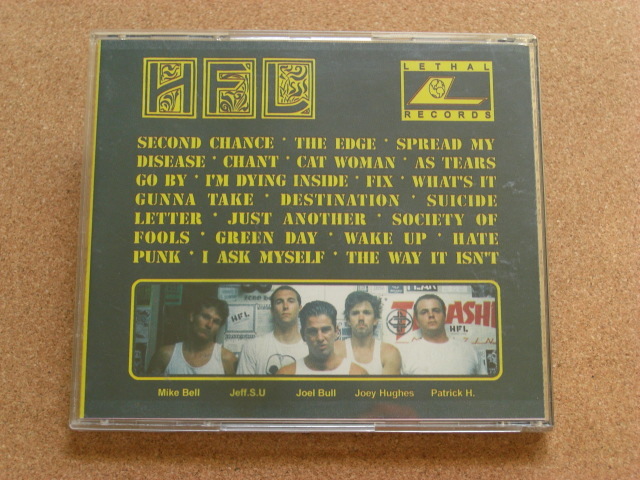 HFL
LETHAL
RECORDS
SECOND CHANCE * THE EDGE * SPREAD MY
DISEASE * CHANT * CAT WOMAN * AS TEARS
GO BY * I'M DYING INSIDE * FIX * WHAT'S IT
GUNNA TAKE * DESTINATION * SUICIDE
LETTER * JUST ANOTHER * SOCIETY OF
FOOLS * GREEN DAY * WAKE UP * HATE
PUNK * I ASK MYSELF * THE WAY IT ISN'T
HFL
HFL
Mike Bell Jeff.S.U Joel Bull Joey Hughes Patrick H.